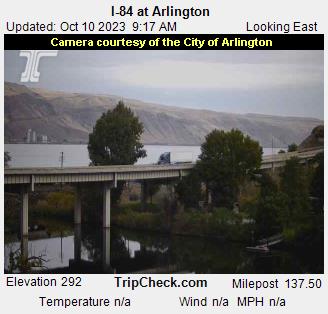 I-84 at Arlington
Updated: Oct 10 2023 9:17 AM Looking East
Camera courtesy of the City of Arlington
Elevation 292 TripCheck.com Milepost 137.50
Temperature n/a Wind n/a MPH n/a